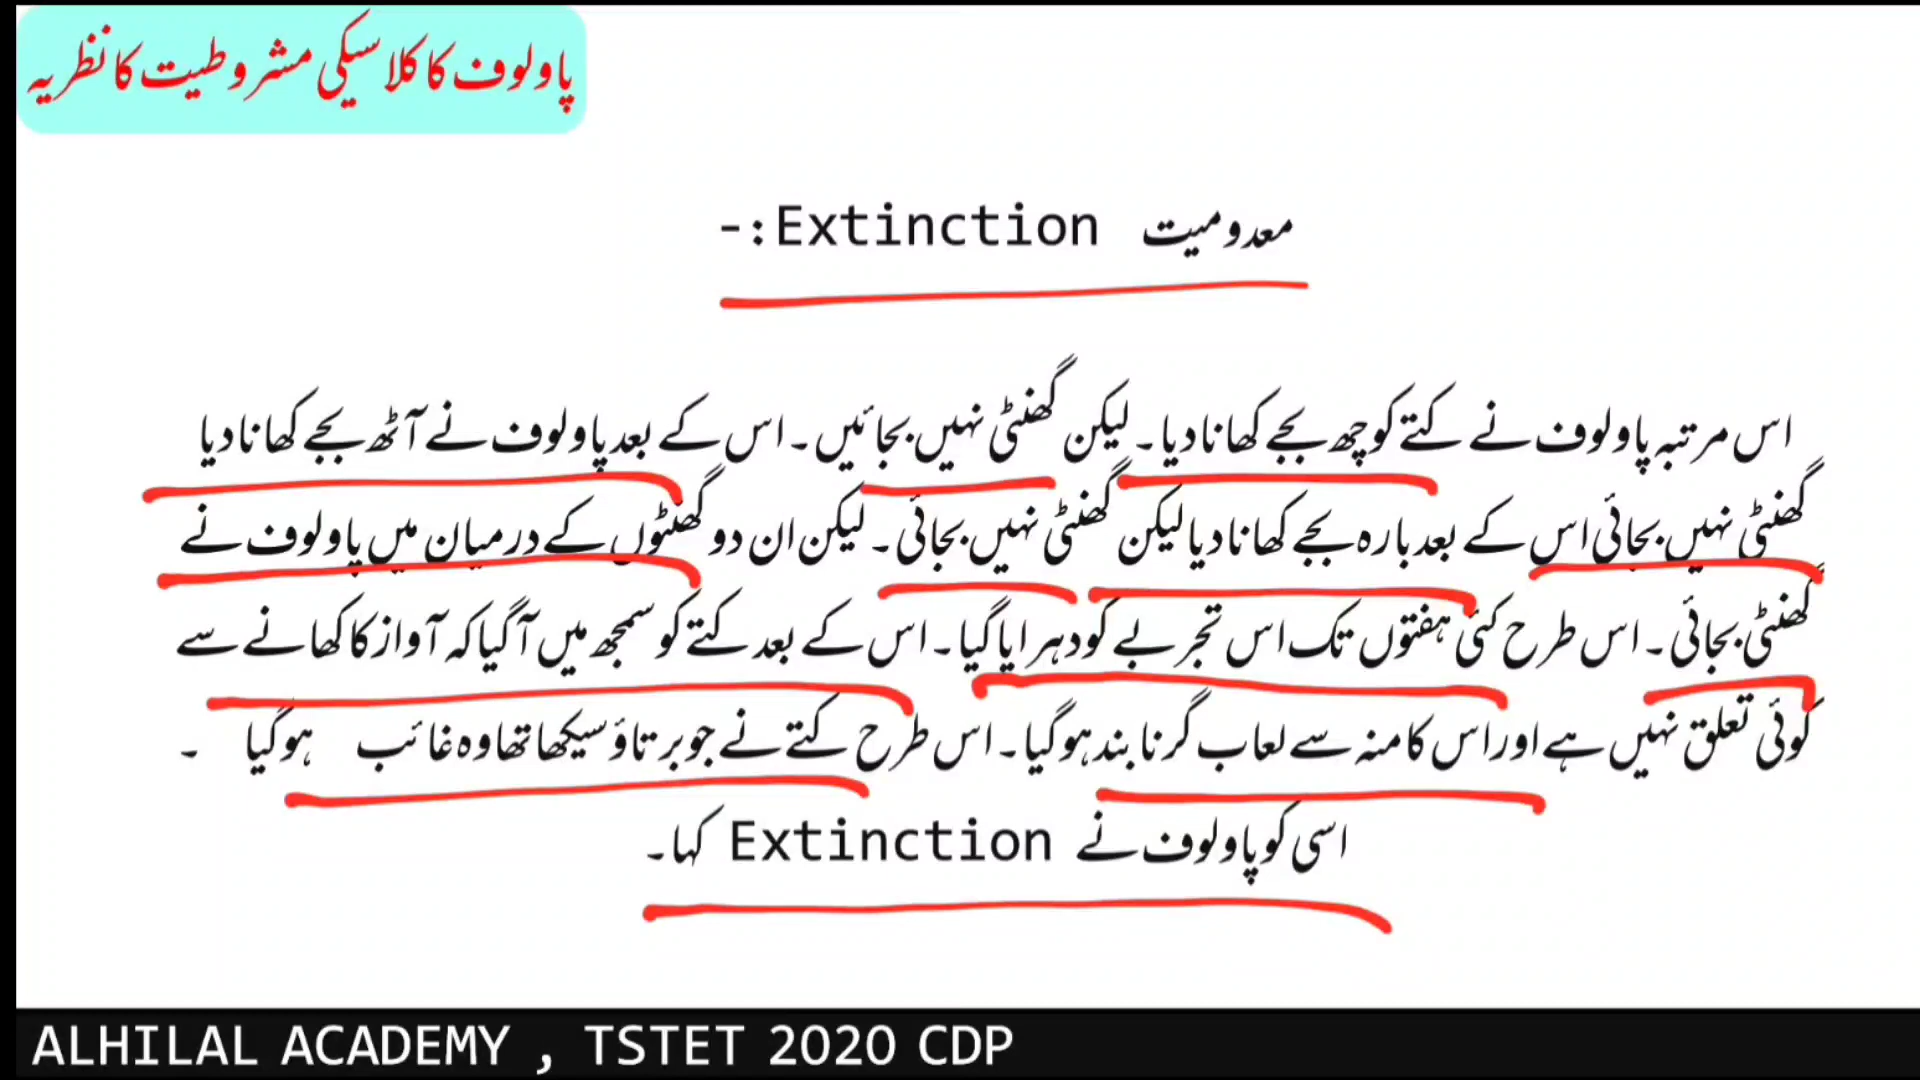 پاولوف کا کلاسیکی مشروطیت کا نظریہ
معدومیت Extinction:-
اس مرتبہ پاولوف نے کتے کو چھ بجے کھانا دیا۔ لیکن گھنٹی نہیں بجائیں۔ اس کے بعد پاولوف نے آٹھ بجے کھانا دیا
گھنٹی نہیں بجائی اس کے بعد بارہ بجے کھانا دیا لیکن گھنٹی نہیں بجائی۔ لیکن ان دو گھنٹوں کے درمیان میں پاولوف نے
گھنٹی بجائی۔ اس طرح کئی ہفتوں تک اس تجربے کو دہرایا گیا۔ اس کے بعد کتے کو سمجھ میں آگیا کہ آواز کا کھانے سے
کوئی تعلق نہیں ہے اور اس کا منہ سے لعاب گرنا بند ہوگیا۔ اس طرح کتے نے جو برتاؤ سیکھا تھا وہ غائب ہوگیا ۔
اسی کو پاولوف نے Extinction کہا۔
ALHILAL ACADEMY , TSTET 2020 CDP